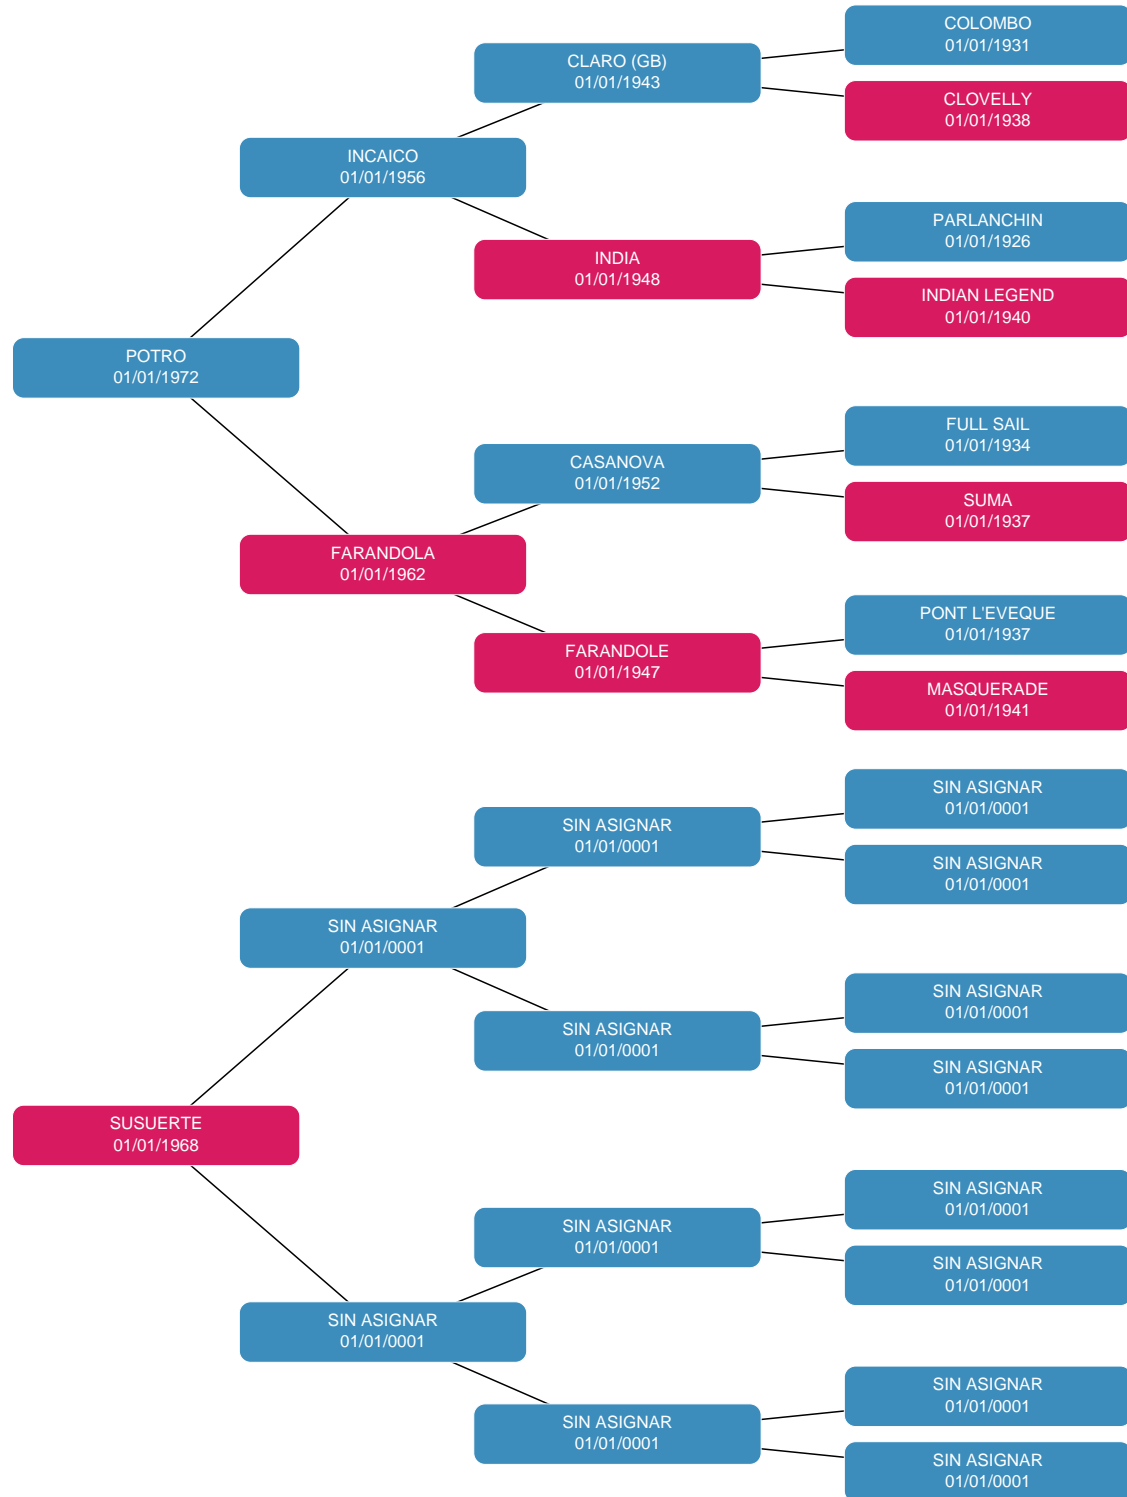 COLOMBO
01/01/1931
CLARO (GB)
01/01/1943
CLOVELLY
01/01/1938
INCAICO
01/01/1956
PARLANCHIN
01/01/1926
INDIA
01/01/1948
INDIAN LEGEND
01/01/1940
POTRO
01/01/1972
FULL SAIL
01/01/1934
CASANOVA
01/01/1952
SUMA
01/01/1937
FARANDOLA
01/01/1962
PONT L'EVEQUE
01/01/1937
FARANDOLE
01/01/1947
MASQUERADE
01/01/1941
SIN ASIGNAR
01/01/0001
SIN ASIGNAR
01/01/0001
SIN ASIGNAR
01/01/0001
SIN ASIGNAR
01/01/0001
SIN ASIGNAR
01/01/0001
SIN ASIGNAR
01/01/0001
SIN ASIGNAR
01/01/0001
SUSUERTE
01/01/1968
SIN ASIGNAR
01/01/0001
SIN ASIGNAR
01/01/0001
SIN ASIGNAR
01/01/0001
SIN ASIGNAR
01/01/0001
SIN ASIGNAR
01/01/0001
SIN ASIGNAR
01/01/0001
SIN ASIGNAR
01/01/0001